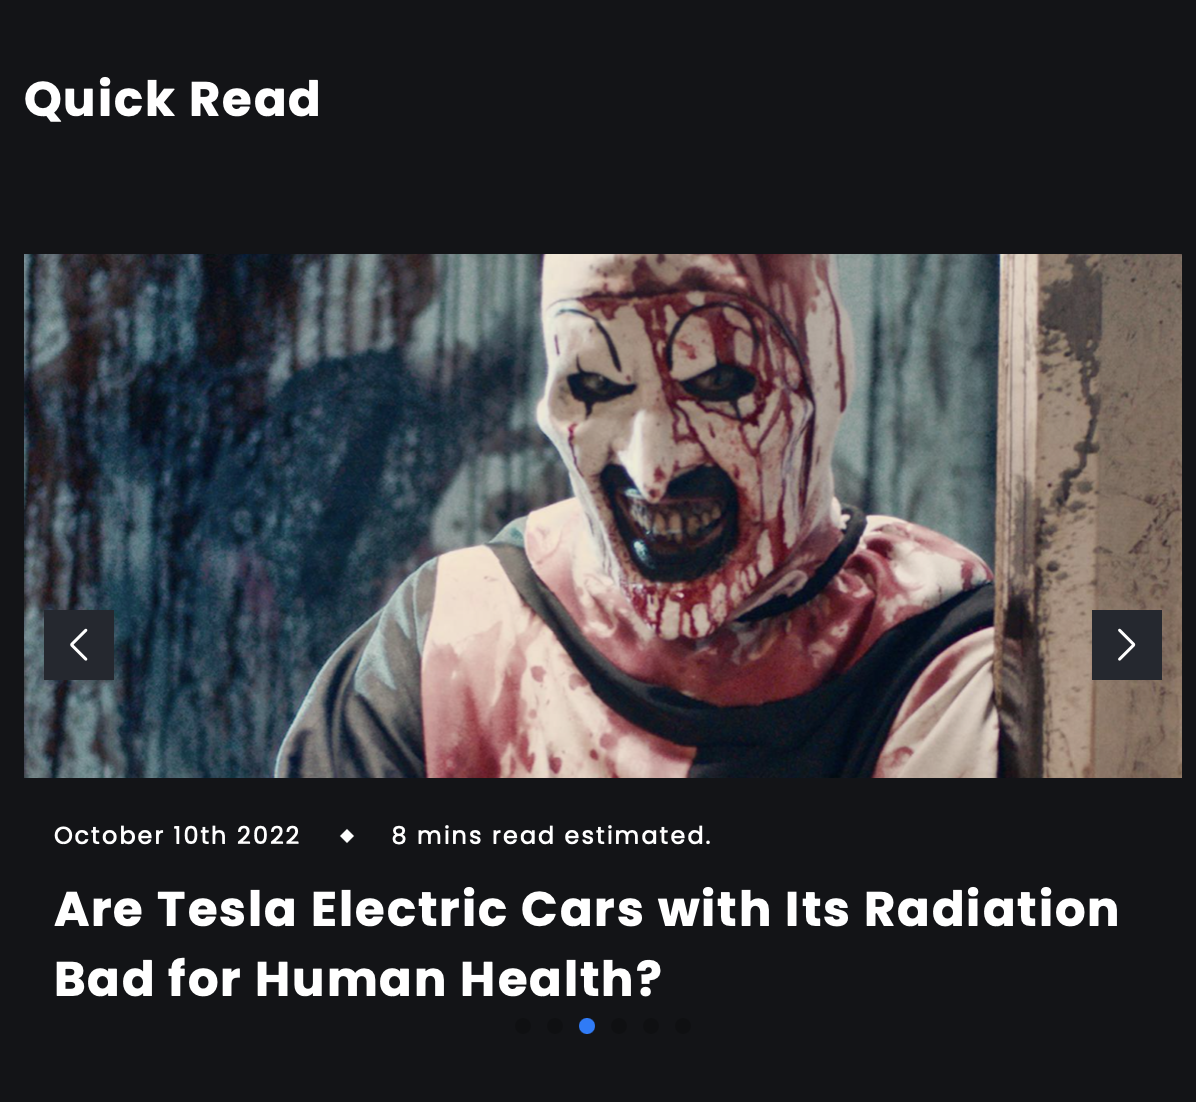 Quick Read
October 10th 2022 ◆ 8 mins read estimated.
Are Tesla Electric Cars with Its Radiation
Bad for Human Health?